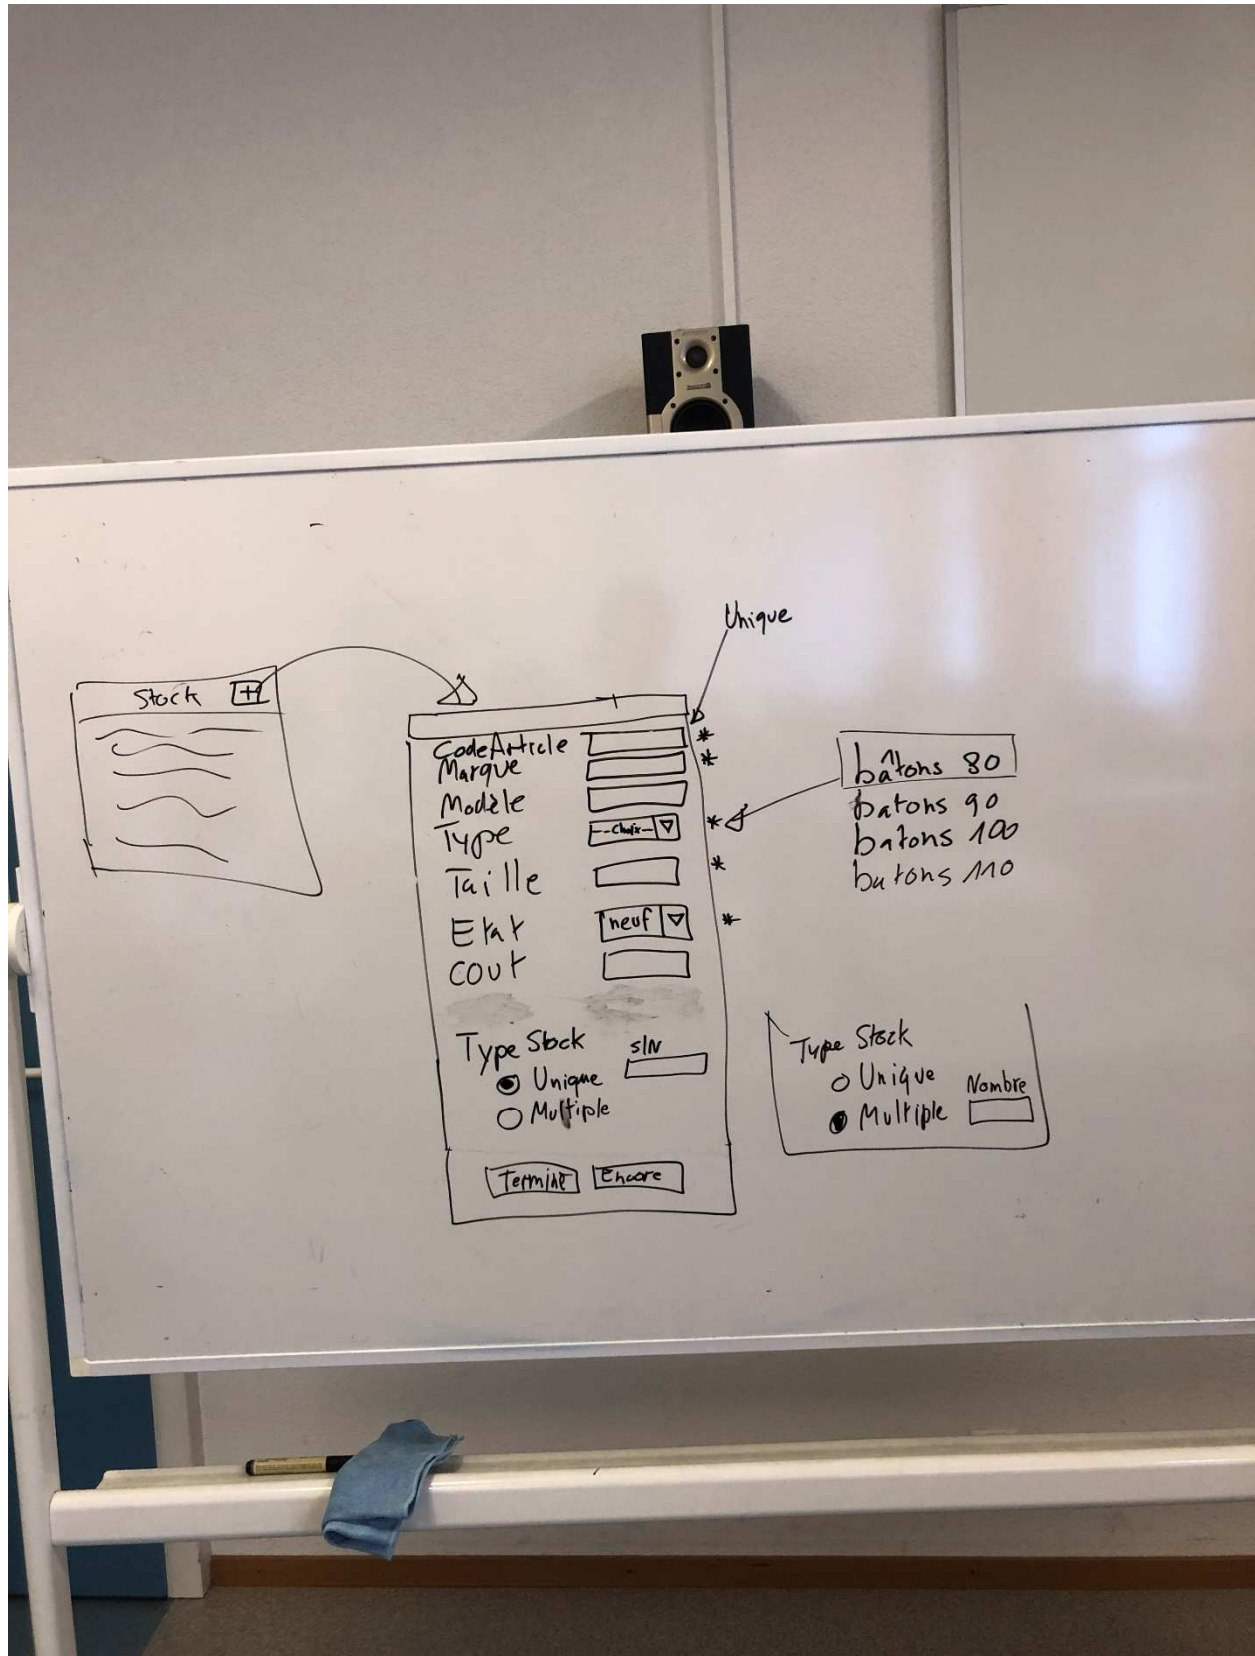 Unique
Stock +
CodeArticle *
Marque *
Modèle
Type --Choix-- *
Taille *
Etat neuf *
Cout
Type Stock s/N
Unique
Multiple
Termine Encore
bâtons 80
batons 90
batons 100
batons 110
Type Stock
Unique
Multiple Nombre